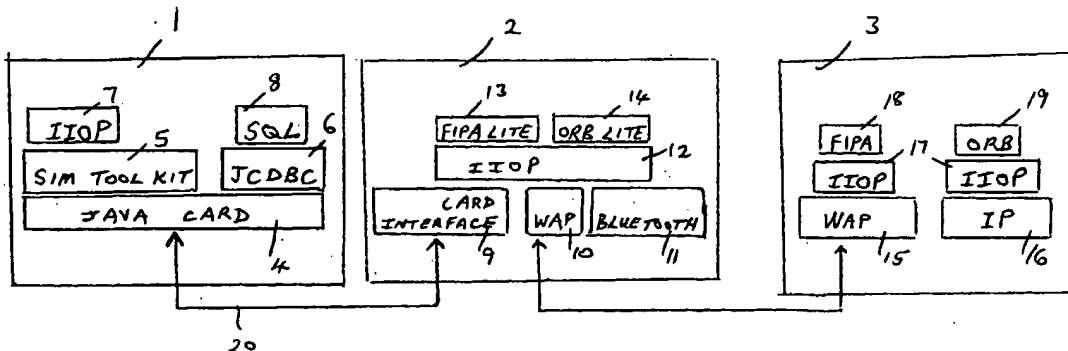 1
2
3
7
8
13
14
18
19
IIOP
SQL
6
FIPA LITE
ORB LITE
FIPA
ORB
5
12
17
SIM TOOL KIT
JCDBC
IIOP
IIOP
IIOP
JAVA CARD
CARD INTERFACE
WAP
BLUETOOTH
WAP
IP
4
9
10
11
15
16
20